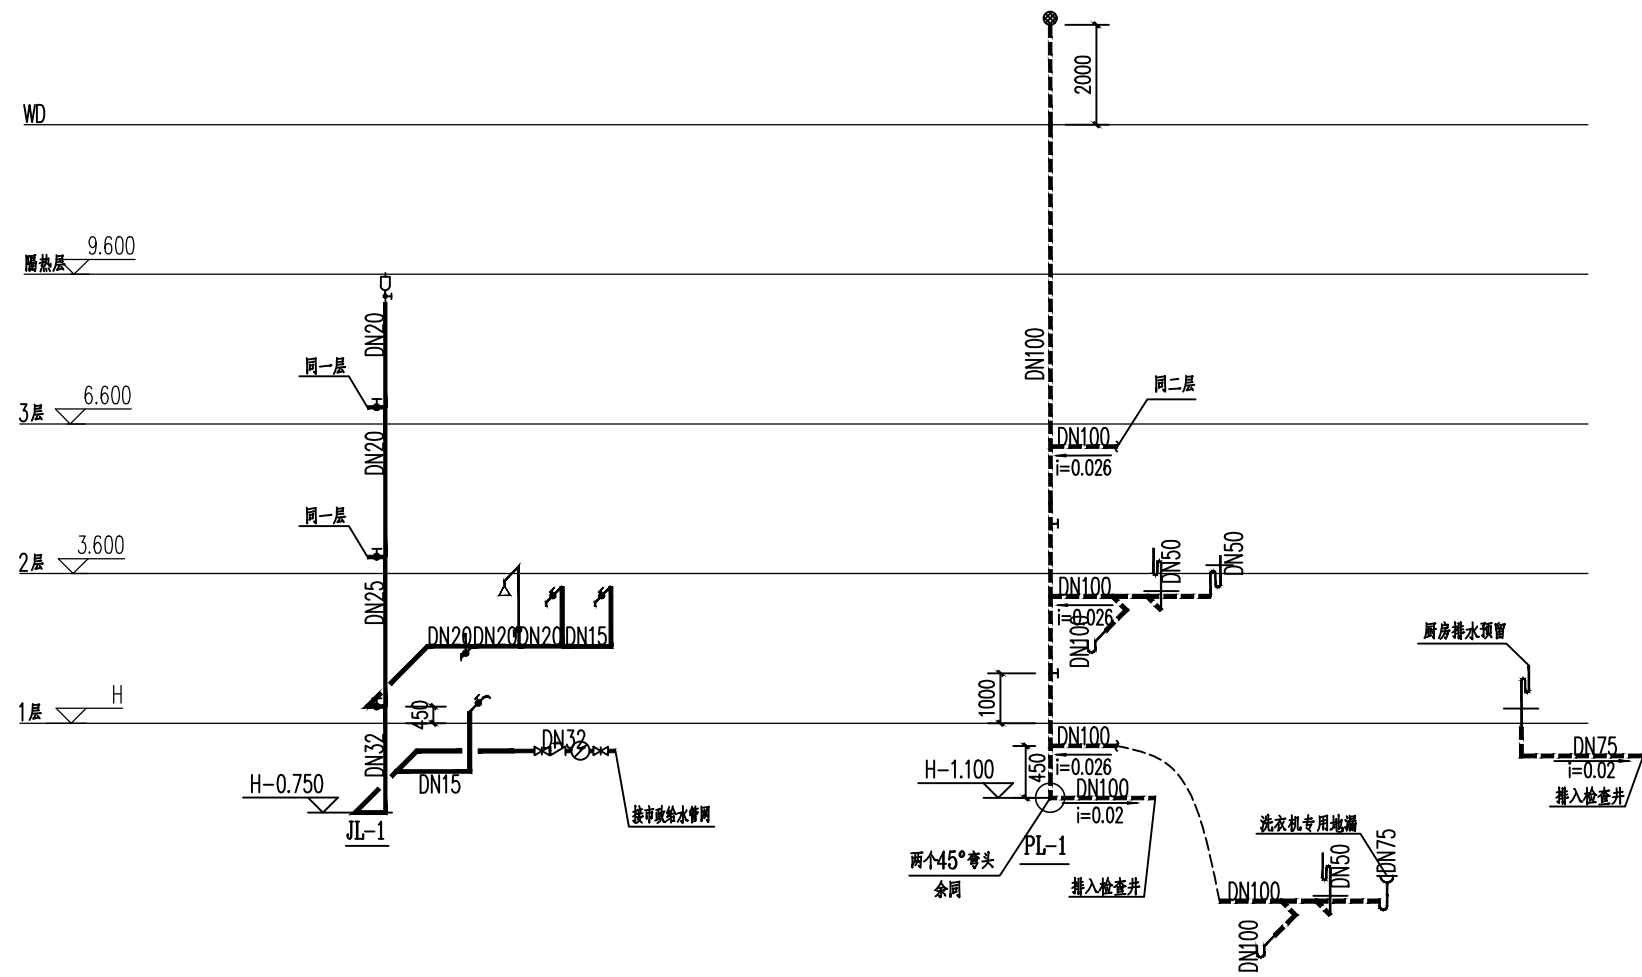 2000
WD
9.600
隔热层
DN20
DN100
同一层
6.600
3层
同二层
DN100
i=0.026
DN20
同一层
3.600
2层
DN50
DN50
DN25
DN100
i=0.026
DN100
DN20
DN20
DN20
DN15
厨房排水预留
H
1层
450
1000
DN32
DN32
DN100
i=0.026
450
DN75
i=0.02
排入检查井
H-0.750
DN15
H-1.100
DN100
i=0.02
接市政给水管网
JL-1
PL-1
两个45°弯头
余同
排入检查井
洗衣机专用地漏
DN75
DN50
DN100
DN100